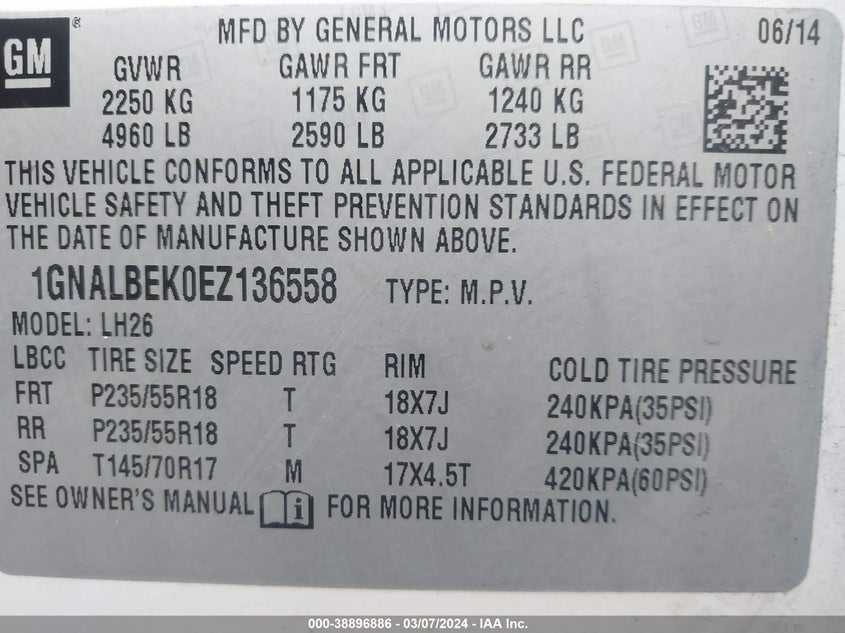 GM ® MFD BY GENERAL MOTORS LLC 06/14
GVWR GAWR FRT GAWR RR
2250 KG 1175 KG 1240 KG
4960 LB 2590 LB 2733 LB
THIS VEHICLE CONFORMS TO ALL APPLICABLE U.S. FEDERAL MOTOR
VEHICLE SAFETY AND THEFT PREVENTION STANDARDS IN EFFECT ON
THE DATE OF MANUFACTURE SHOWN ABOVE.
1GNALBEK0EZ136558 TYPE: M.P.V.
MODEL: LH26
LBCC TIRE SIZE SPEED RTG RIM COLD TIRE PRESSURE
FRT P235/55R18 T 18X7J 240KPA(35PSI)
RR P235/55R18 T 18X7J 240KPA(35PSI)
SPA T145/70R17 M 17X4.5T 420KPA(60PSI)
SEE OWNER'S MANUAL i FOR MORE INFORMATION.
000-38896886 - 03/07/2024 - IAA Inc.